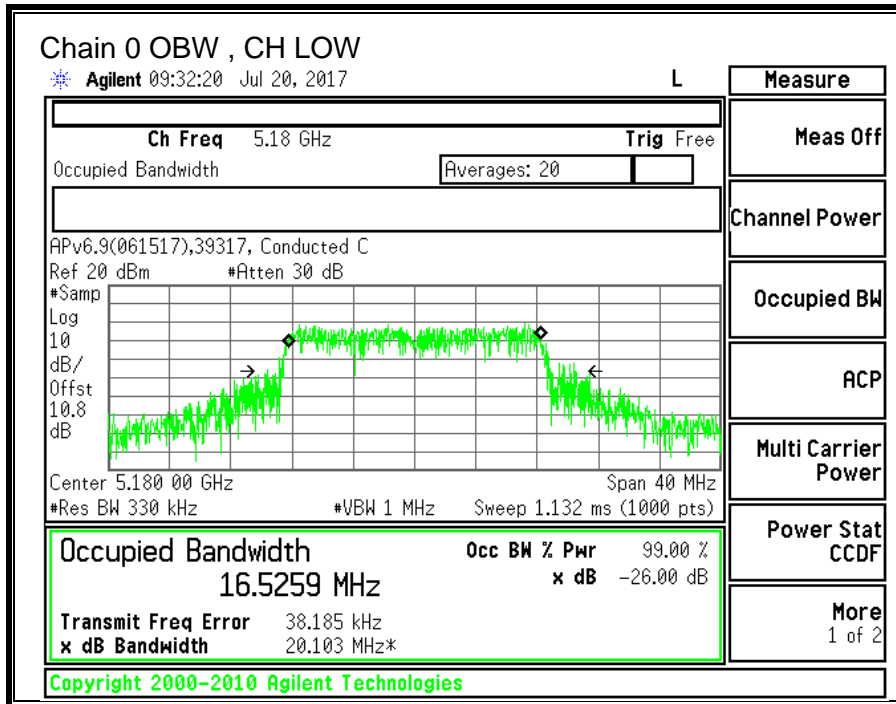 Chain 0 OBW , CH LOW
Agilent 09:32:20 Jul 20, 2017 L
Measure
Ch Freq 5.18 GHz Trig Free
Occupied Bandwidth Averages: 20
APv6.9(061517),39317, Conducted C
Ref 20 dBm #Atten 30 dB
#Samp
Log
10
dB/
Offst
10.8
dB
Center 5.180 00 GHz Span 40 MHz
#Res BW 330 kHz #VBW 1 MHz Sweep 1.132 ms (1000 pts)
Occupied Bandwidth Occ BW % Pwr 99.00 %
16.5259 MHz x dB -26.00 dB
Transmit Freq Error 38.185 kHz
x dB Bandwidth 20.103 MHz*
Meas Off
Channel Power
Occupied BW
ACP
Multi Carrier
Power
Power Stat
CCDF
More
1 of 2
Copyright 2000-2010 Agilent Technologies